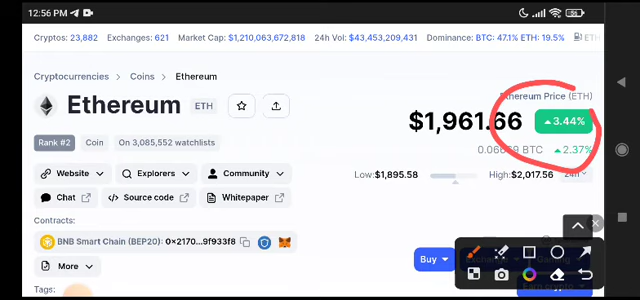 12:56 PM
Cryptos: 23,882 Exchanges: 621 Market Cap: $1,210,063,672,818 24h Vol: $43,453,209,431 Dominance: BTC: 47.1% ETH: 19.5% ETH
Cryptocurrencies > Coins > Ethereum
Ethereum Price (ETH)
Ethereum ETH
$1,961.66 3.44%
Rank #2 Coin On 3,085,552 watchlists
2.37%
Website Explorers Community
Low:$1,895.58 High:$2,017.56 24h
Chat Source code Whitepaper
Contracts:
BNB Smart Chain (BEP20): 0x2170...9f933f8
More
Buy
Tags: